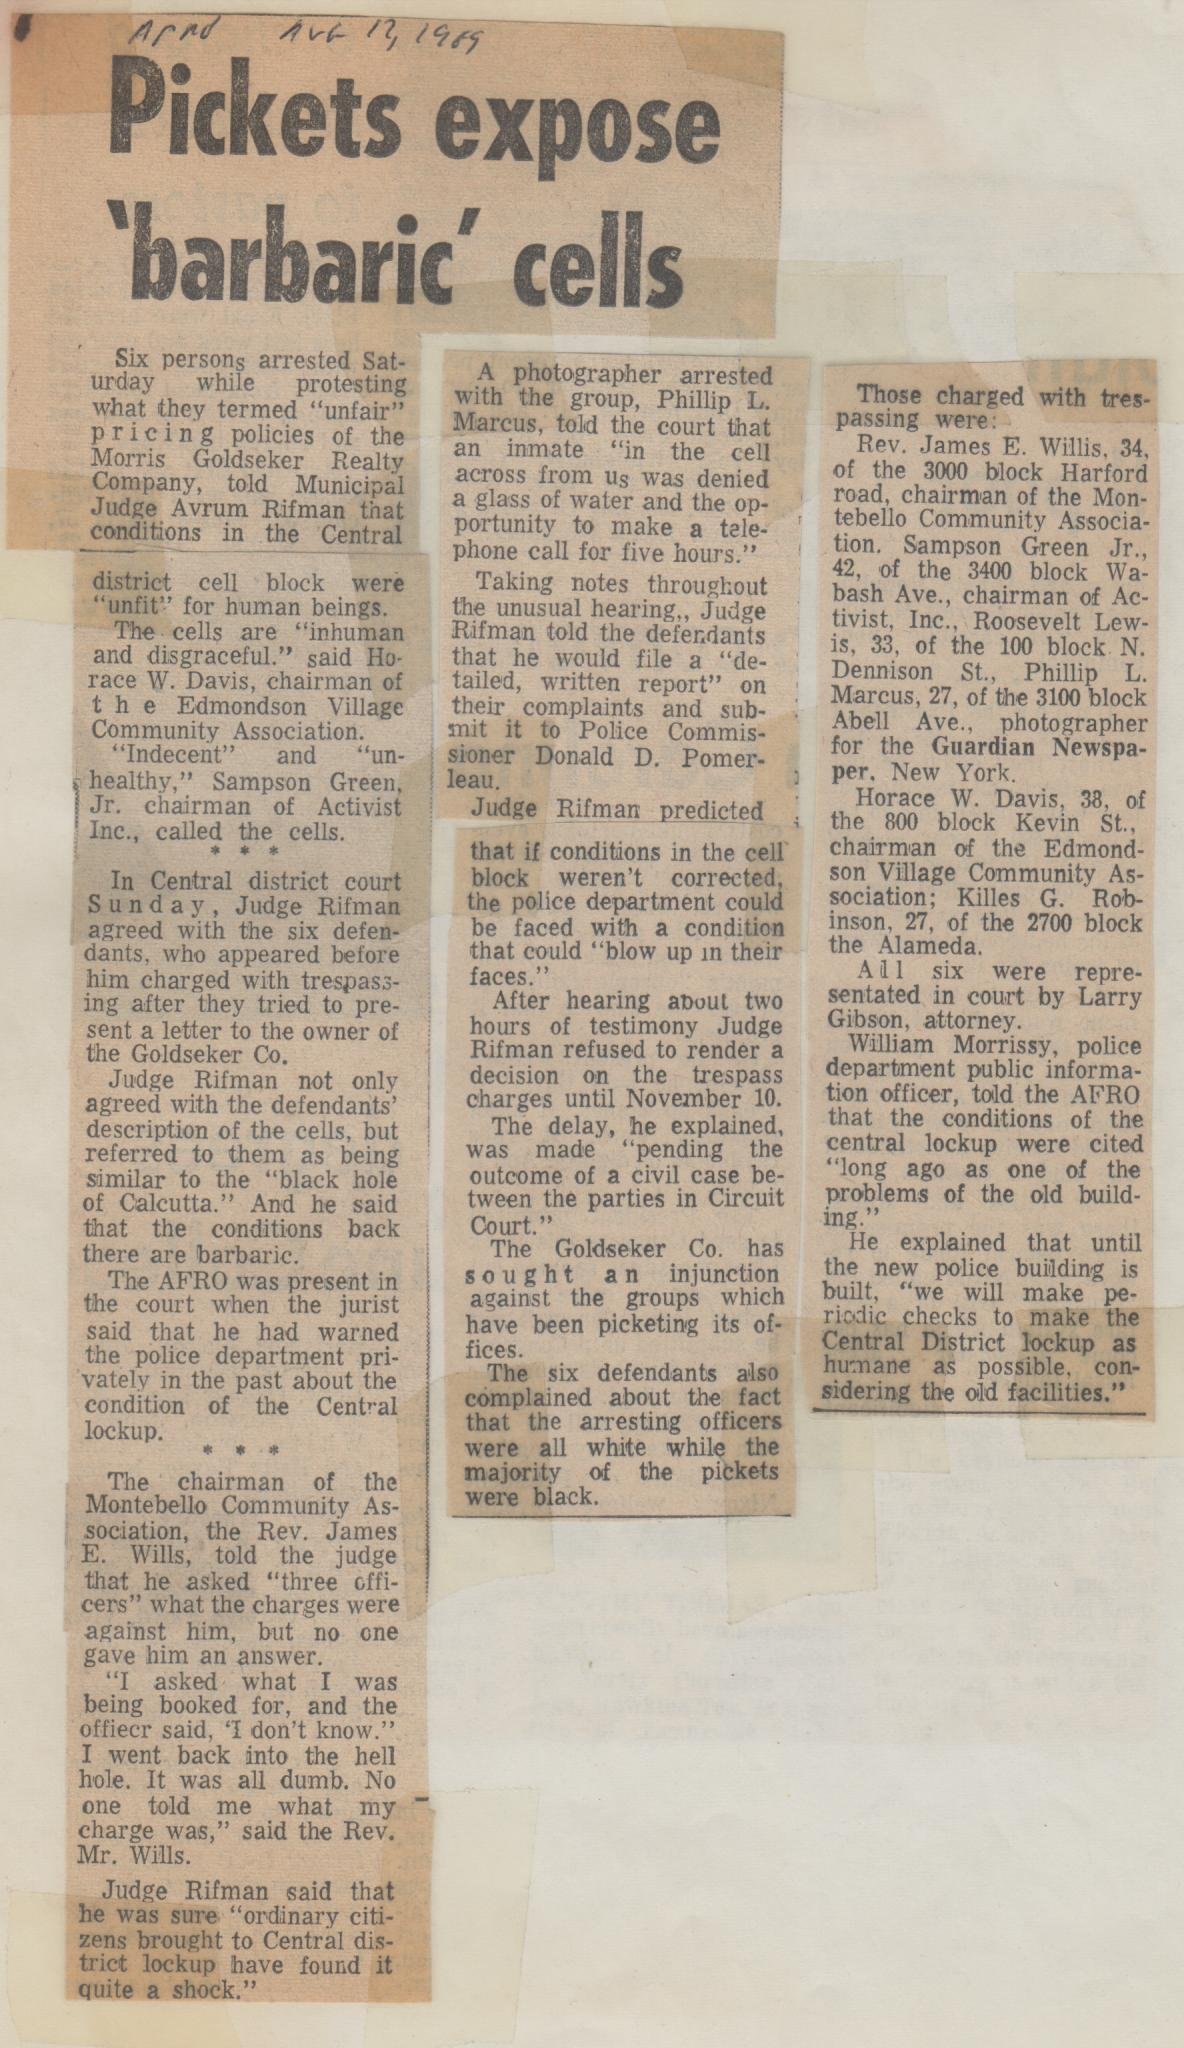 AFRO AUG 12, 1969
Pickets expose
'barbaric' cells
Six persons arrested Sat-
urday while protesting
what they termed "unfair"
pricing policies of the
Morris Goldseker Realty
Company, told Municipal
Judge Avrum Rifman that
conditions in the Central
district cell block were
"unfit" for human beings.
The cells are "inhuman
and disgraceful." said Ho-
race W. Davis, chairman of
the Edmondson Village
Community Association.
"Indecent" and "un-
healthy," Sampson Green,
Jr. chairman of Activist
Inc., called the cells.
* * *
In Central district court
Sunday, Judge Rifman
agreed with the six defen-
dants, who appeared before
him charged with trespass-
ing after they tried to pre-
sent a letter to the owner of
the Goldseker Co.
Judge Rifman not only
agreed with the defendants'
description of the cells, but
referred to them as being
similar to the "black hole
of Calcutta." And he said
that the conditions back
there are barbaric.
The AFRO was present in
the court when the jurist
said that he had warned
the police department pri-
vately in the past about the
condition of the Central
lockup.
* * *
The chairman of the
Montebello Community As-
sociation, the Rev. James
E. Wills, told the judge
that he asked "three offi-
cers" what the charges were
against him, but no one
gave him an answer.
"I asked what I was
being booked for, and the
offiecr said, 'I don't know."
I went back into the hell
hole. It was all dumb. No
one told me what my
charge was," said the Rev.
Mr. Wills.
Judge Rifman said that
he was sure "ordinary citi-
zens brought to Central dis-
trict lockup have found it
quite a shock."
A photographer arrested
with the group, Phillip L.
Marcus, told the court that
an inmate "in the cell
across from us was denied
a glass of water and the op-
portunity to make a tele-
phone call for five hours."
Taking notes throughout
the unusual hearing,, Judge
Rifman told the defendants
that he would file a "de-
tailed, written report" on
their complaints and sub-
mit it to Police Commis-
sioner Donald D. Pomer-
leau.
Judge Rifman predicted
that if conditions in the cell
block weren't corrected,
the police department could
be faced with a condition
that could "blow up in their
faces."
After hearing about two
hours of testimony Judge
Rifman refused to render a
decision on the trespass
charges until November 10.
The delay, he explained,
was made "pending the
outcome of a civil case be-
tween the parties in Circuit
Court."
The Goldseker Co. has
sought an injunction
against the groups which
have been picketing its of-
fices.
The six defendants also
complained about the fact
that the arresting officers
were all white while the
majority of the pickets
were black.
Those charged with tres-
passing were:
Rev. James E. Willis, 34,
of the 3000 block Harford
road, chairman of the Mon-
tebello Community Associa-
tion. Sampson Green Jr.,
42, of the 3400 block Wa-
bash Ave., chairman of Ac-
tivist, Inc., Roosevelt Lew-
is, 33, of the 100 block N.
Dennison St., Phillip L.
Marcus, 27, of the 3100 block
Abell Ave., photographer
for the Guardian Newspa-
per, New York.
Horace W. Davis, 38, of
the 800 block Kevin St.,
chairman of the Edmond-
son Village Community As-
sociation; Killes G. Rob-
inson, 27, of the 2700 block
the Alameda.
All six were repre-
sentated in court by Larry
Gibson, attorney.
William Morrissy, police
department public informa-
tion officer, told the AFRO
that the conditions of the
central lockup were cited
"long ago as one of the
problems of the old build-
ing."
He explained that until
the new police building is
built, "we will make pe-
riodic checks to make the
Central District lockup as
humane as possible, con-
sidering the old facilities."